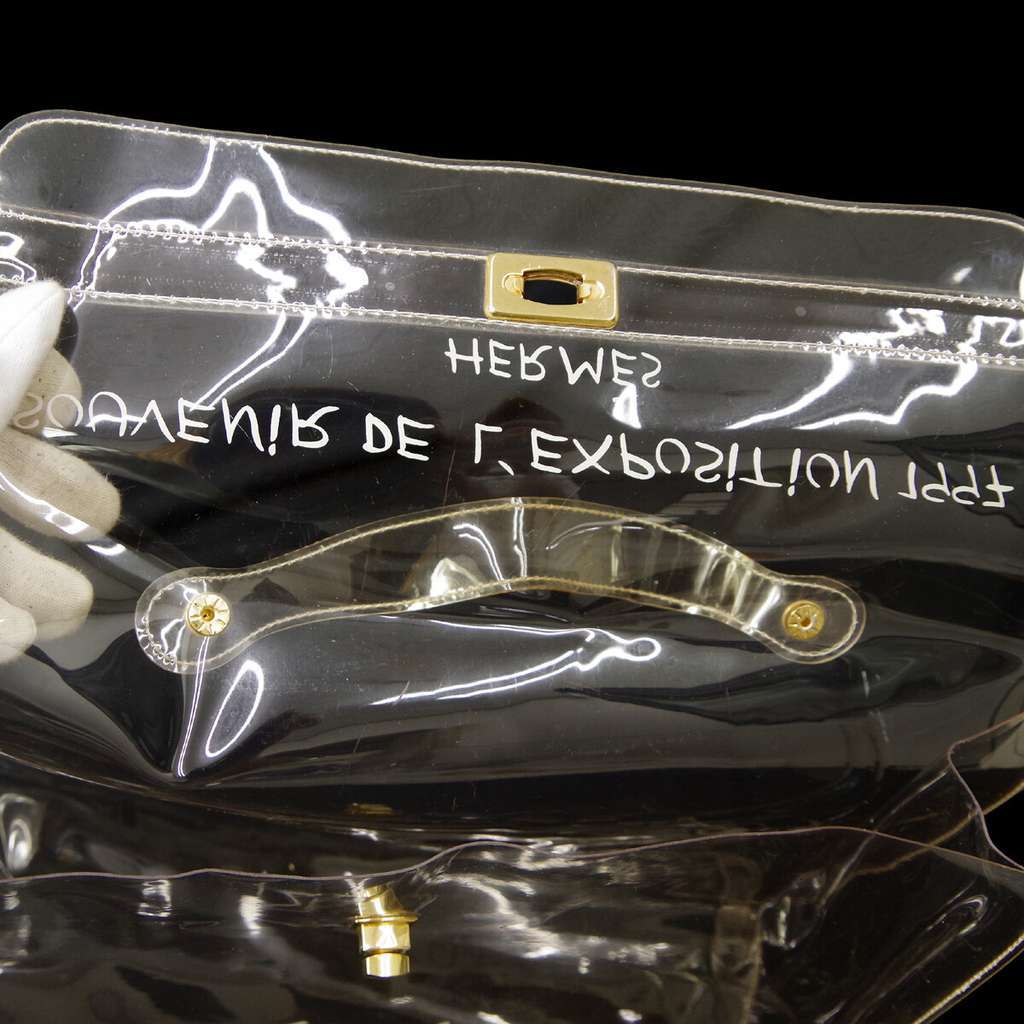 SOUVENIR DE L'EXPOSITION 1997
HERMES